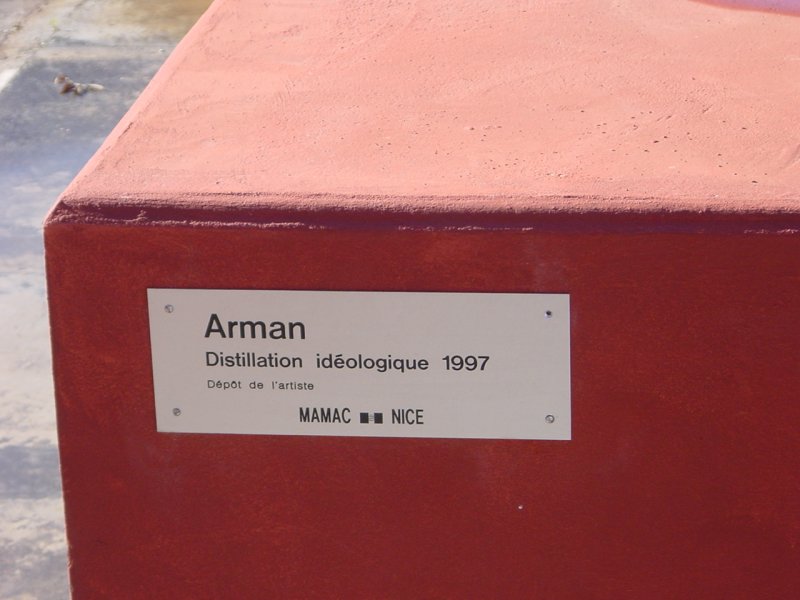 Arman
Distillation idéologique 1997
Dépôt de l'artiste
MAMAC NICE